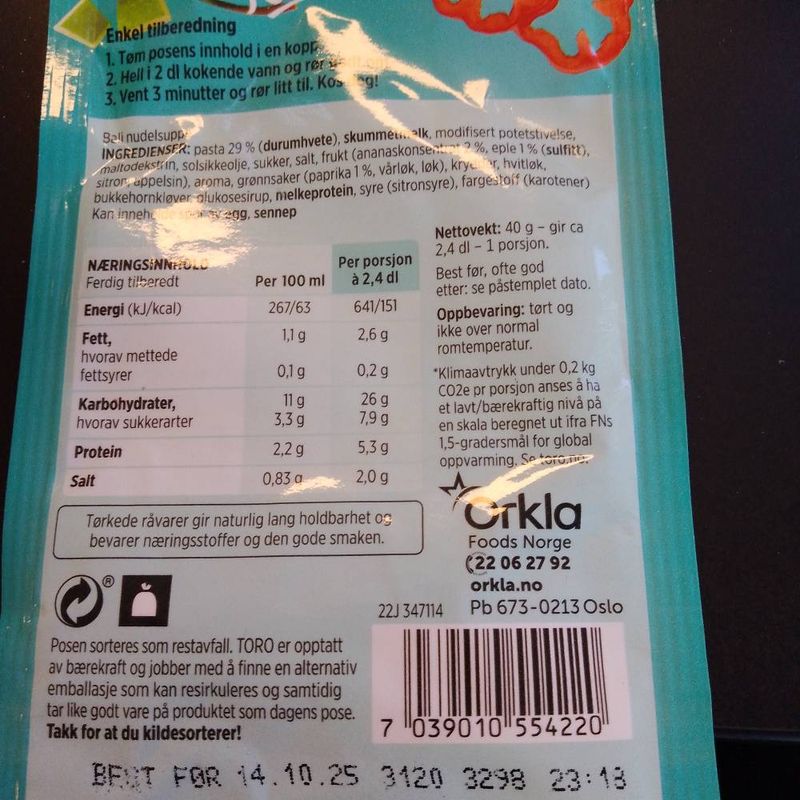 Enkel tilberedning
1. Tøm posens innhold i en kopp
2. Hell i 2 dl kokende vann og rør
3. Vent 3 minutter og rør litt til.
Bali nudelsuppe
INGREDIENSER: pasta 29 % (durumhvete), skummetmelk, modifisert potetstivelse,
maltodekstrin, solsikkeolje, sukker, salt, frukt (ananaskonsentrat 2 %, eple 1 % (sulfitt),
sitron, appelsin), aroma, grønnsaker (paprika 1 %, vårløk, løk), krydder, hvitløk,
bukkehornkløver, glukosesirup, melkeprotein, syre (sitronsyre), fargestoff (karotener)
Kan inneholde spor av egg, sennep
NÆRINGSINNHOLD
Ferdig tilberedt Per 100 ml Per porsjon à 2,4 dl
Energi (kJ/kcal) 267/63 641/151
Fett, 1,1 g 2,6 g
hvorav mettede
fettsyrer 0,1 g 0,2 g
Karbohydrater, 11 g 26 g
hvorav sukkerarter 3,3 g 7,9 g
Protein 2,2 g 5,3 g
Salt 0,83 g 2,0 g
Tørkede råvarer gir naturlig lang holdbarhet og
bevarer næringsstoffer og den gode smaken.
Nettovekt: 40 g – gir ca
2,4 dl – 1 porsjon.
Best før, ofte god
etter: se påstemplet dato.
Oppbevaring: tørt og
ikke over normal
romtemperatur.
*Klimaavtrykk under 0,2 kg
CO2e pr porsjon anses å ha
et lavt/bærekraftig nivå på
en skala beregnet ut ifra FNs
1,5-gradersmål for global
oppvarming. Se toro.no.
Orkla
Foods Norge
22 06 27 92
orkla.no
22J 347114 Pb 673-0213 Oslo
®
Posen sorteres som restavfall. TORO er opptatt
av bærekraft og jobber med å finne en alternativ
emballasje som kan resirkuleres og samtidig
tar like godt vare på produktet som dagens pose.
Takk for at du kildesorterer!
7 039010 554220
BEST FØR 14.10.25 3120 3298 23:18